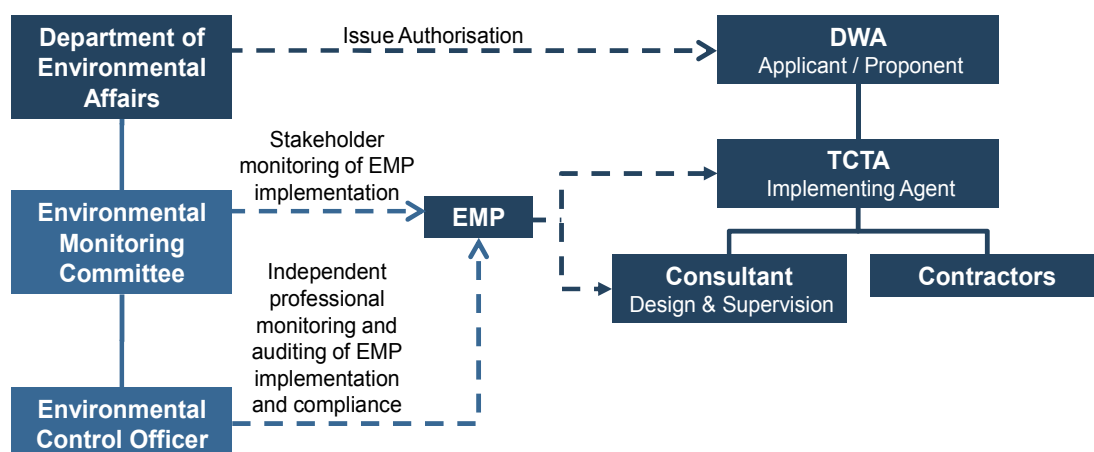 Department of
Environmental
Affairs
Issue Authorisation
DWA
Applicant / Proponent
Stakeholder
monitoring of EMP
implementation
TCTA
Implementing Agent
Environmental
Monitoring
Committee
EMP
Consultant
Design & Supervision
Contractors
Independent
professional
monitoring and
auditing of EMP
implementation
and compliance
Environmental
Control Officer